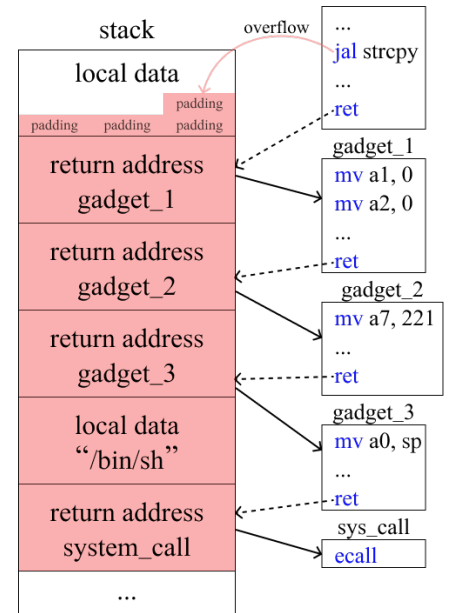 stack
local data
padding
padding padding padding
return address
gadget_1
return address
gadget_2
return address
gadget_3
local data
“/bin/sh”
return address
system_call
...
overflow
...
jal strcpy
...
ret
gadget_1
mv a1, 0
mv a2, 0
...
ret
gadget_2
mv a7, 221
...
ret
gadget_3
mv a0, sp
...
ret
sys_call
ecall